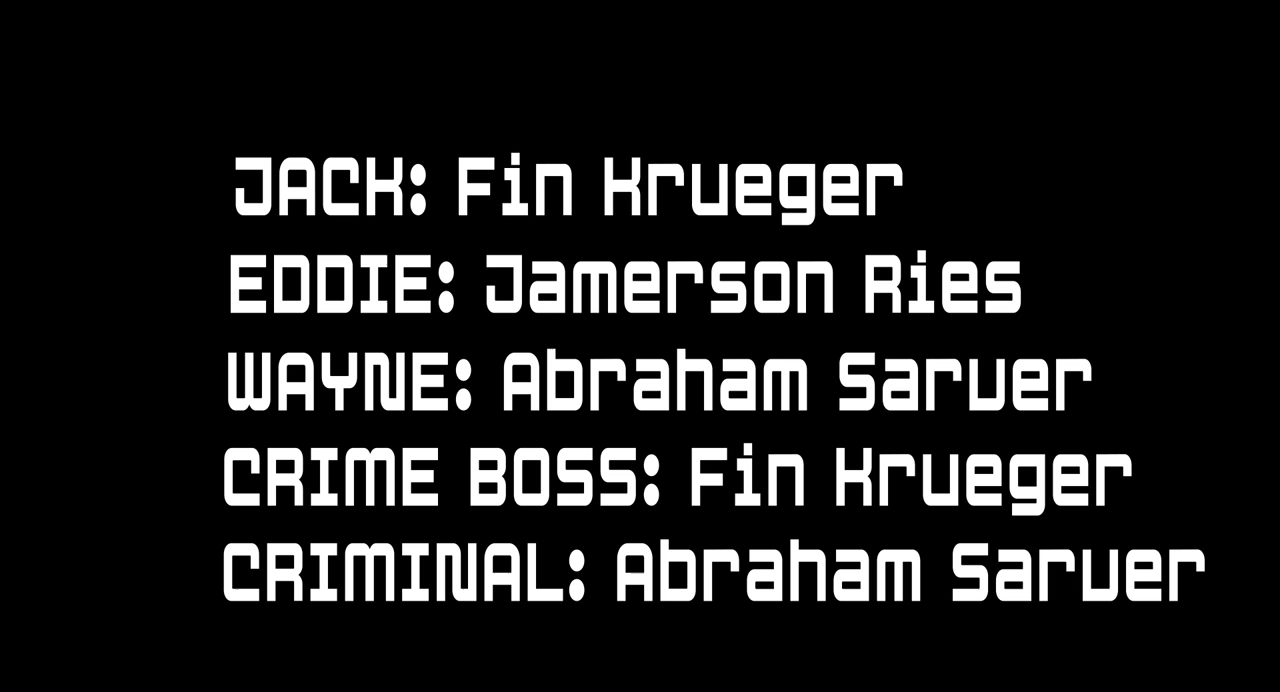 JACK: Fin Krueger
EDDIE: Jamerson Ries
WAYNE: Abraham Sarver
CRIME BOSS: Fin Krueger
CRIMINAL: Abraham Sarver